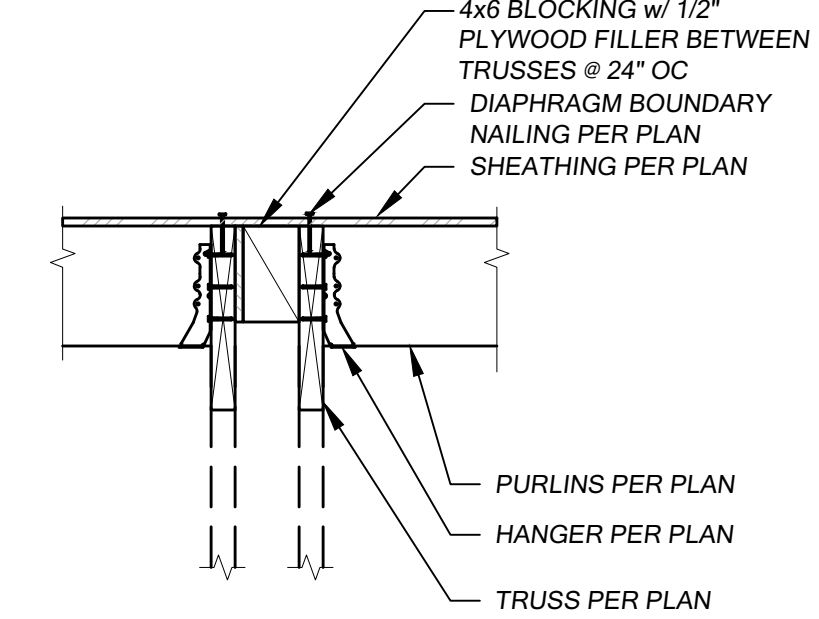 4x6 BLOCKING w/ 1/2"
PLYWOOD FILLER BETWEEN
TRUSSES @ 24" OC
DIAPHRAGM BOUNDARY
NAILING PER PLAN
SHEATHING PER PLAN
PURLINS PER PLAN
HANGER PER PLAN
TRUSS PER PLAN